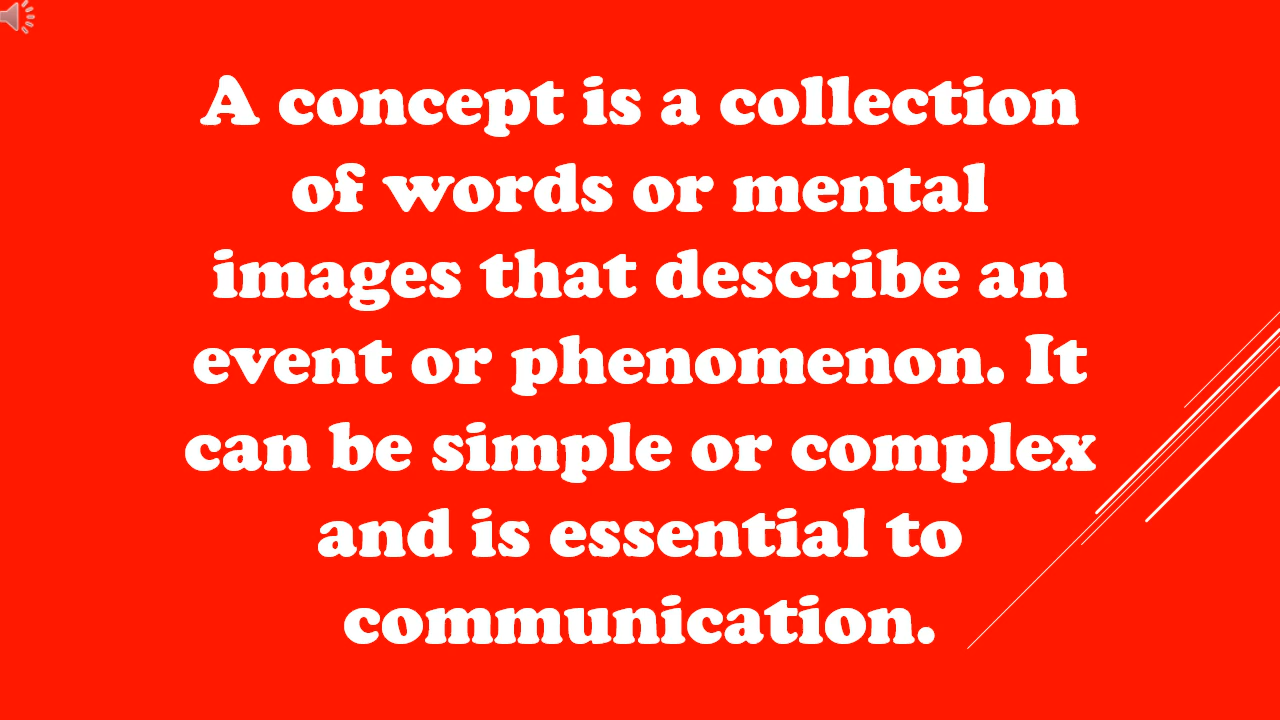 A concept is a collection
of words or mental
images that describe an
event or phenomenon. It
can be simple or complex
and is essential to
communication.